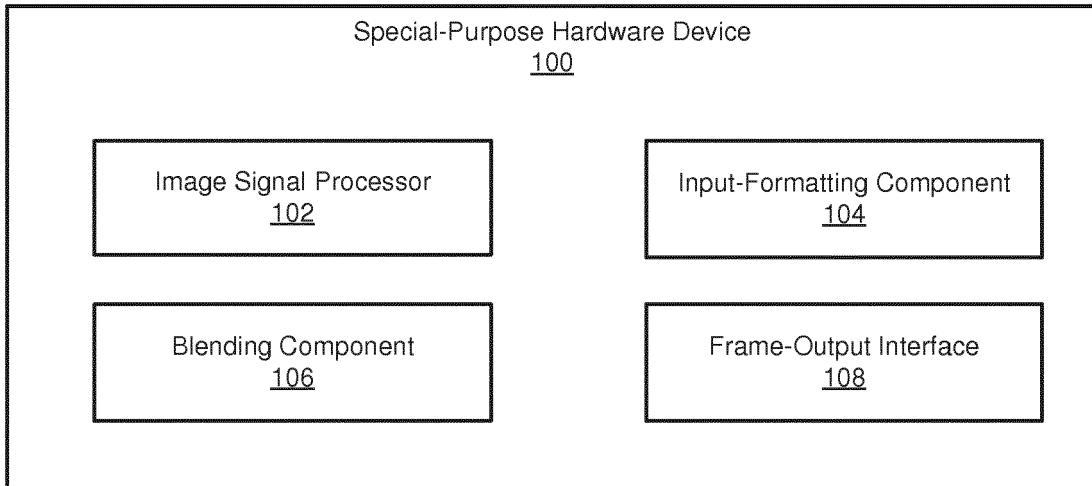 Special-Purpose Hardware Device
100
Image Signal Processor
102
Input-Formatting Component
104
Blending Component
106
Frame-Output Interface
108